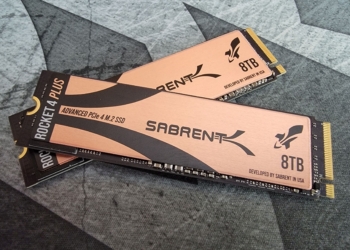 8TB
DEVELOPED BY SABRENT IN USA
ROCKET 4 PLUS
ADVANCED PCIe 4 M.2 SSD
SABRENT
8TB
DEVELOPED BY SABRENT IN USA